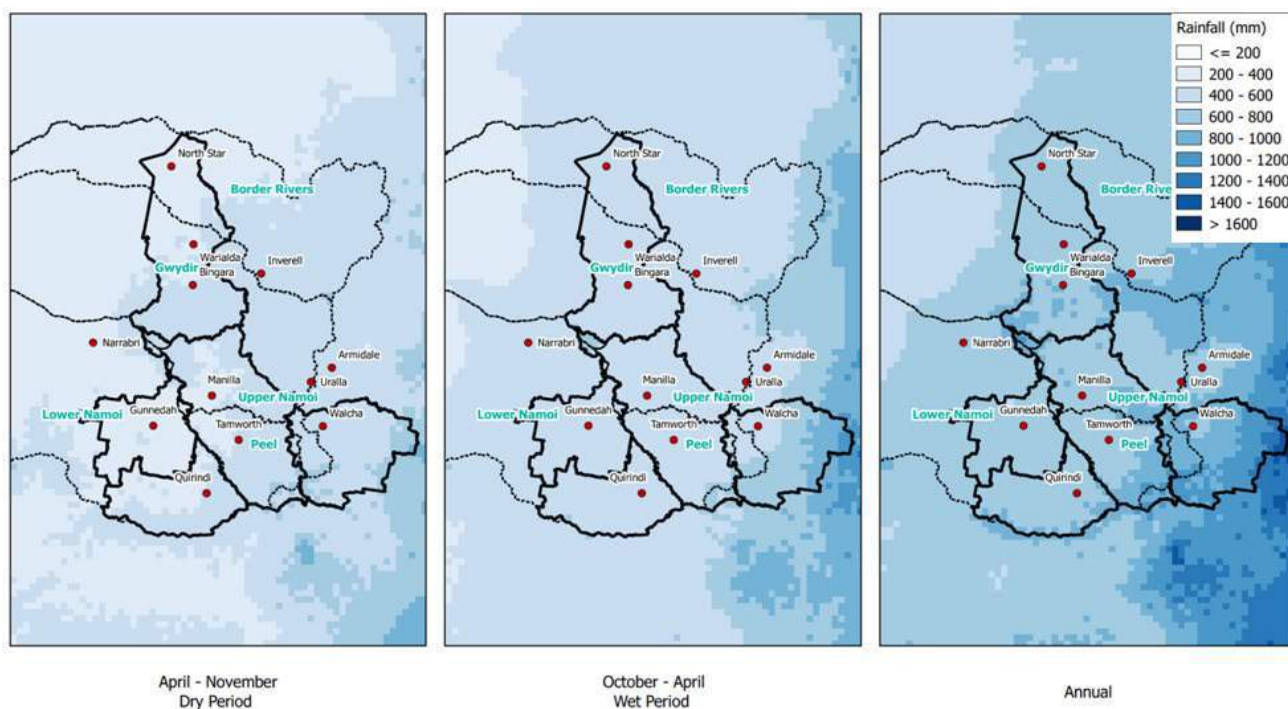 North Star
Border Rivers
Warialda
Gwydir
Bingara
Inverell
Narrabri
Armidale
Manilla
Uralla
Upper Namoi
Lower Namoi
Gunnedah
Walcha
Tamworth
Peel
Quirindi
April - November
Dry Period
North Star
Border Rivers
Warialda
Gwydir
Bingara
Inverell
Narrabri
Armidale
Manilla
Uralla
Upper Namoi
Lower Namoi
Gunnedah
Walcha
Tamworth
Peel
Quirindi
October - April
Wet Period
Rainfall (mm)
<= 200
200 - 400
400 - 600
600 - 800
800 - 1000
1000 - 1200
1200 - 1400
1400 - 1600
> 1600
North Star
Border Rive
Warialda
Gwydir
Bingara
Inverell
Narrabri
Armidale
Manilla
Uralla
Upper Namoi
Lower Namoi
Gunnedah
Walcha
Tamworth
Peel
Quirindi
Annual